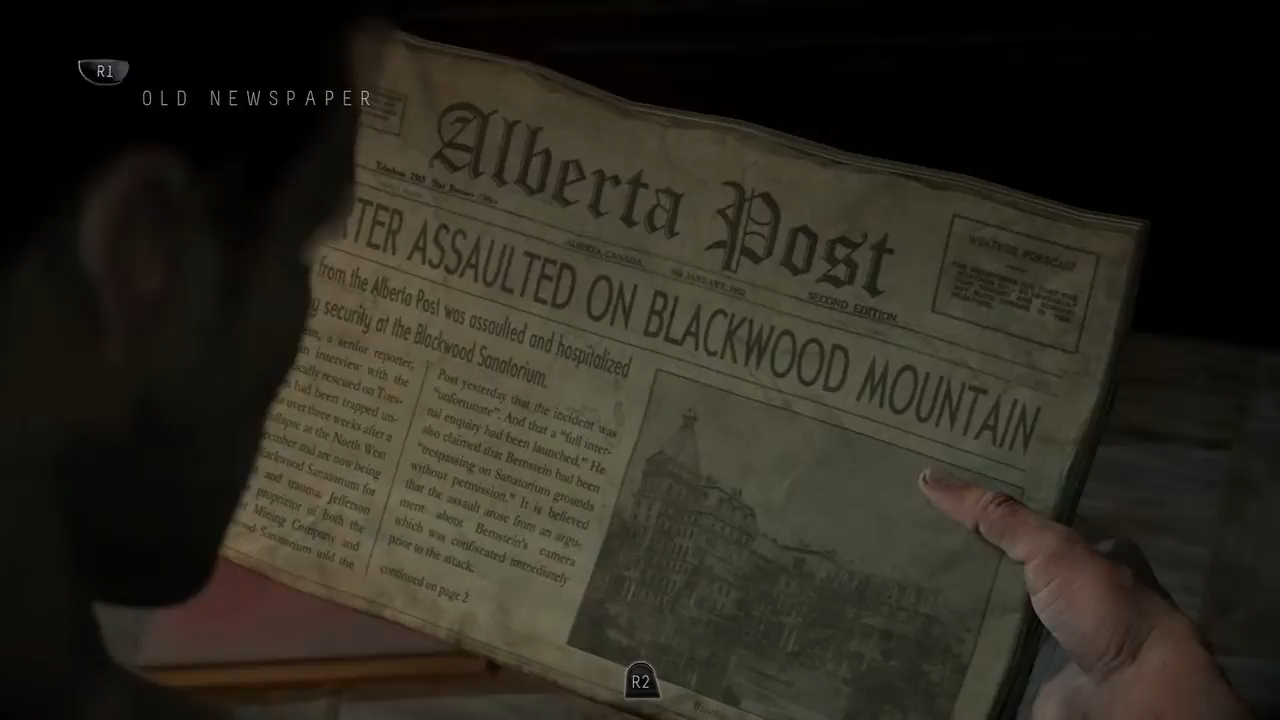 R1
OLD NEWSPAPER
Alberta Post
ALBERTA, CANADA.
SECOND EDITION
WEATHER FORECAST
TER ASSAULTED ON BLACKWOOD MOUNTAIN
from the Alberta Post was assaulted and hospitalized
y security at the Blackwood Sanatorium.
an, a senior reporter,
an interview with the
ically rescued on Tues-
had been trapped un-
over three weeks after a
ollapse at the North West
cember and are now being
Blackwood Sanatorium for
and trauma. Jefferson
proprietor of both the
t Mining Company and
wood Sanatorium told the
Post yesterday that the incident was
"unfortunate". And that a "full inter-
nal enquiry had been launched." He
also claimed that Bernstein had been
"trespassing on Sanatorium grounds
without permission." It is believed
that the assault arose from an argu-
ment about Bernstein's camera
which was confiscated immediately
prior to the attack.
continued on page 2
R2